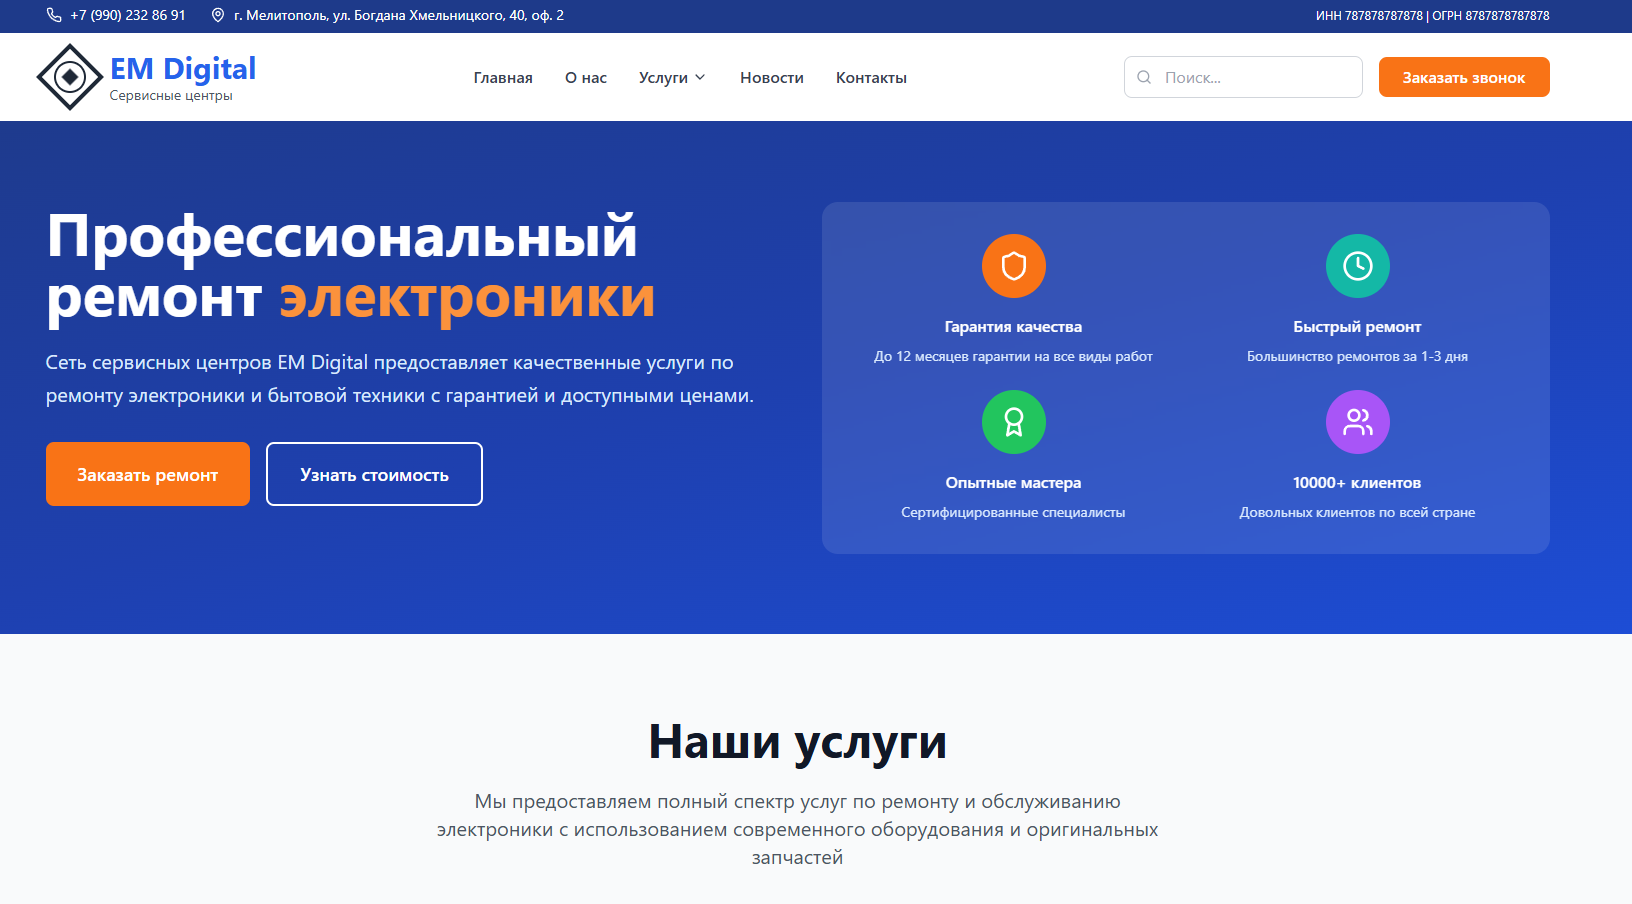 +7 (990) 232 86 91
г. Мелитополь, ул. Богдана Хмельницкого, 40, оф. 2
ИНН 787878787878 | ОГРН 8787878787878
EM Digital
Сервисные центры
Главная
О нас
Услуги
Новости
Контакты
Поиск...
Заказать звонок
Профессиональный
ремонт электроники
Сеть сервисных центров EM Digital предоставляет качественные услуги по
ремонту электроники и бытовой техники с гарантией и доступными ценами.
Заказать ремонт
Узнать стоимость
Гарантия качества
До 12 месяцев гарантии на все виды работ
Быстрый ремонт
Большинство ремонтов за 1-3 дня
Опытные мастера
Сертифицированные специалисты
10000+ клиентов
Довольных клиентов по всей стране
Наши услуги
Мы предоставляем полный спектр услуг по ремонту и обслуживанию
электроники с использованием современного оборудования и оригинальных
запчастей